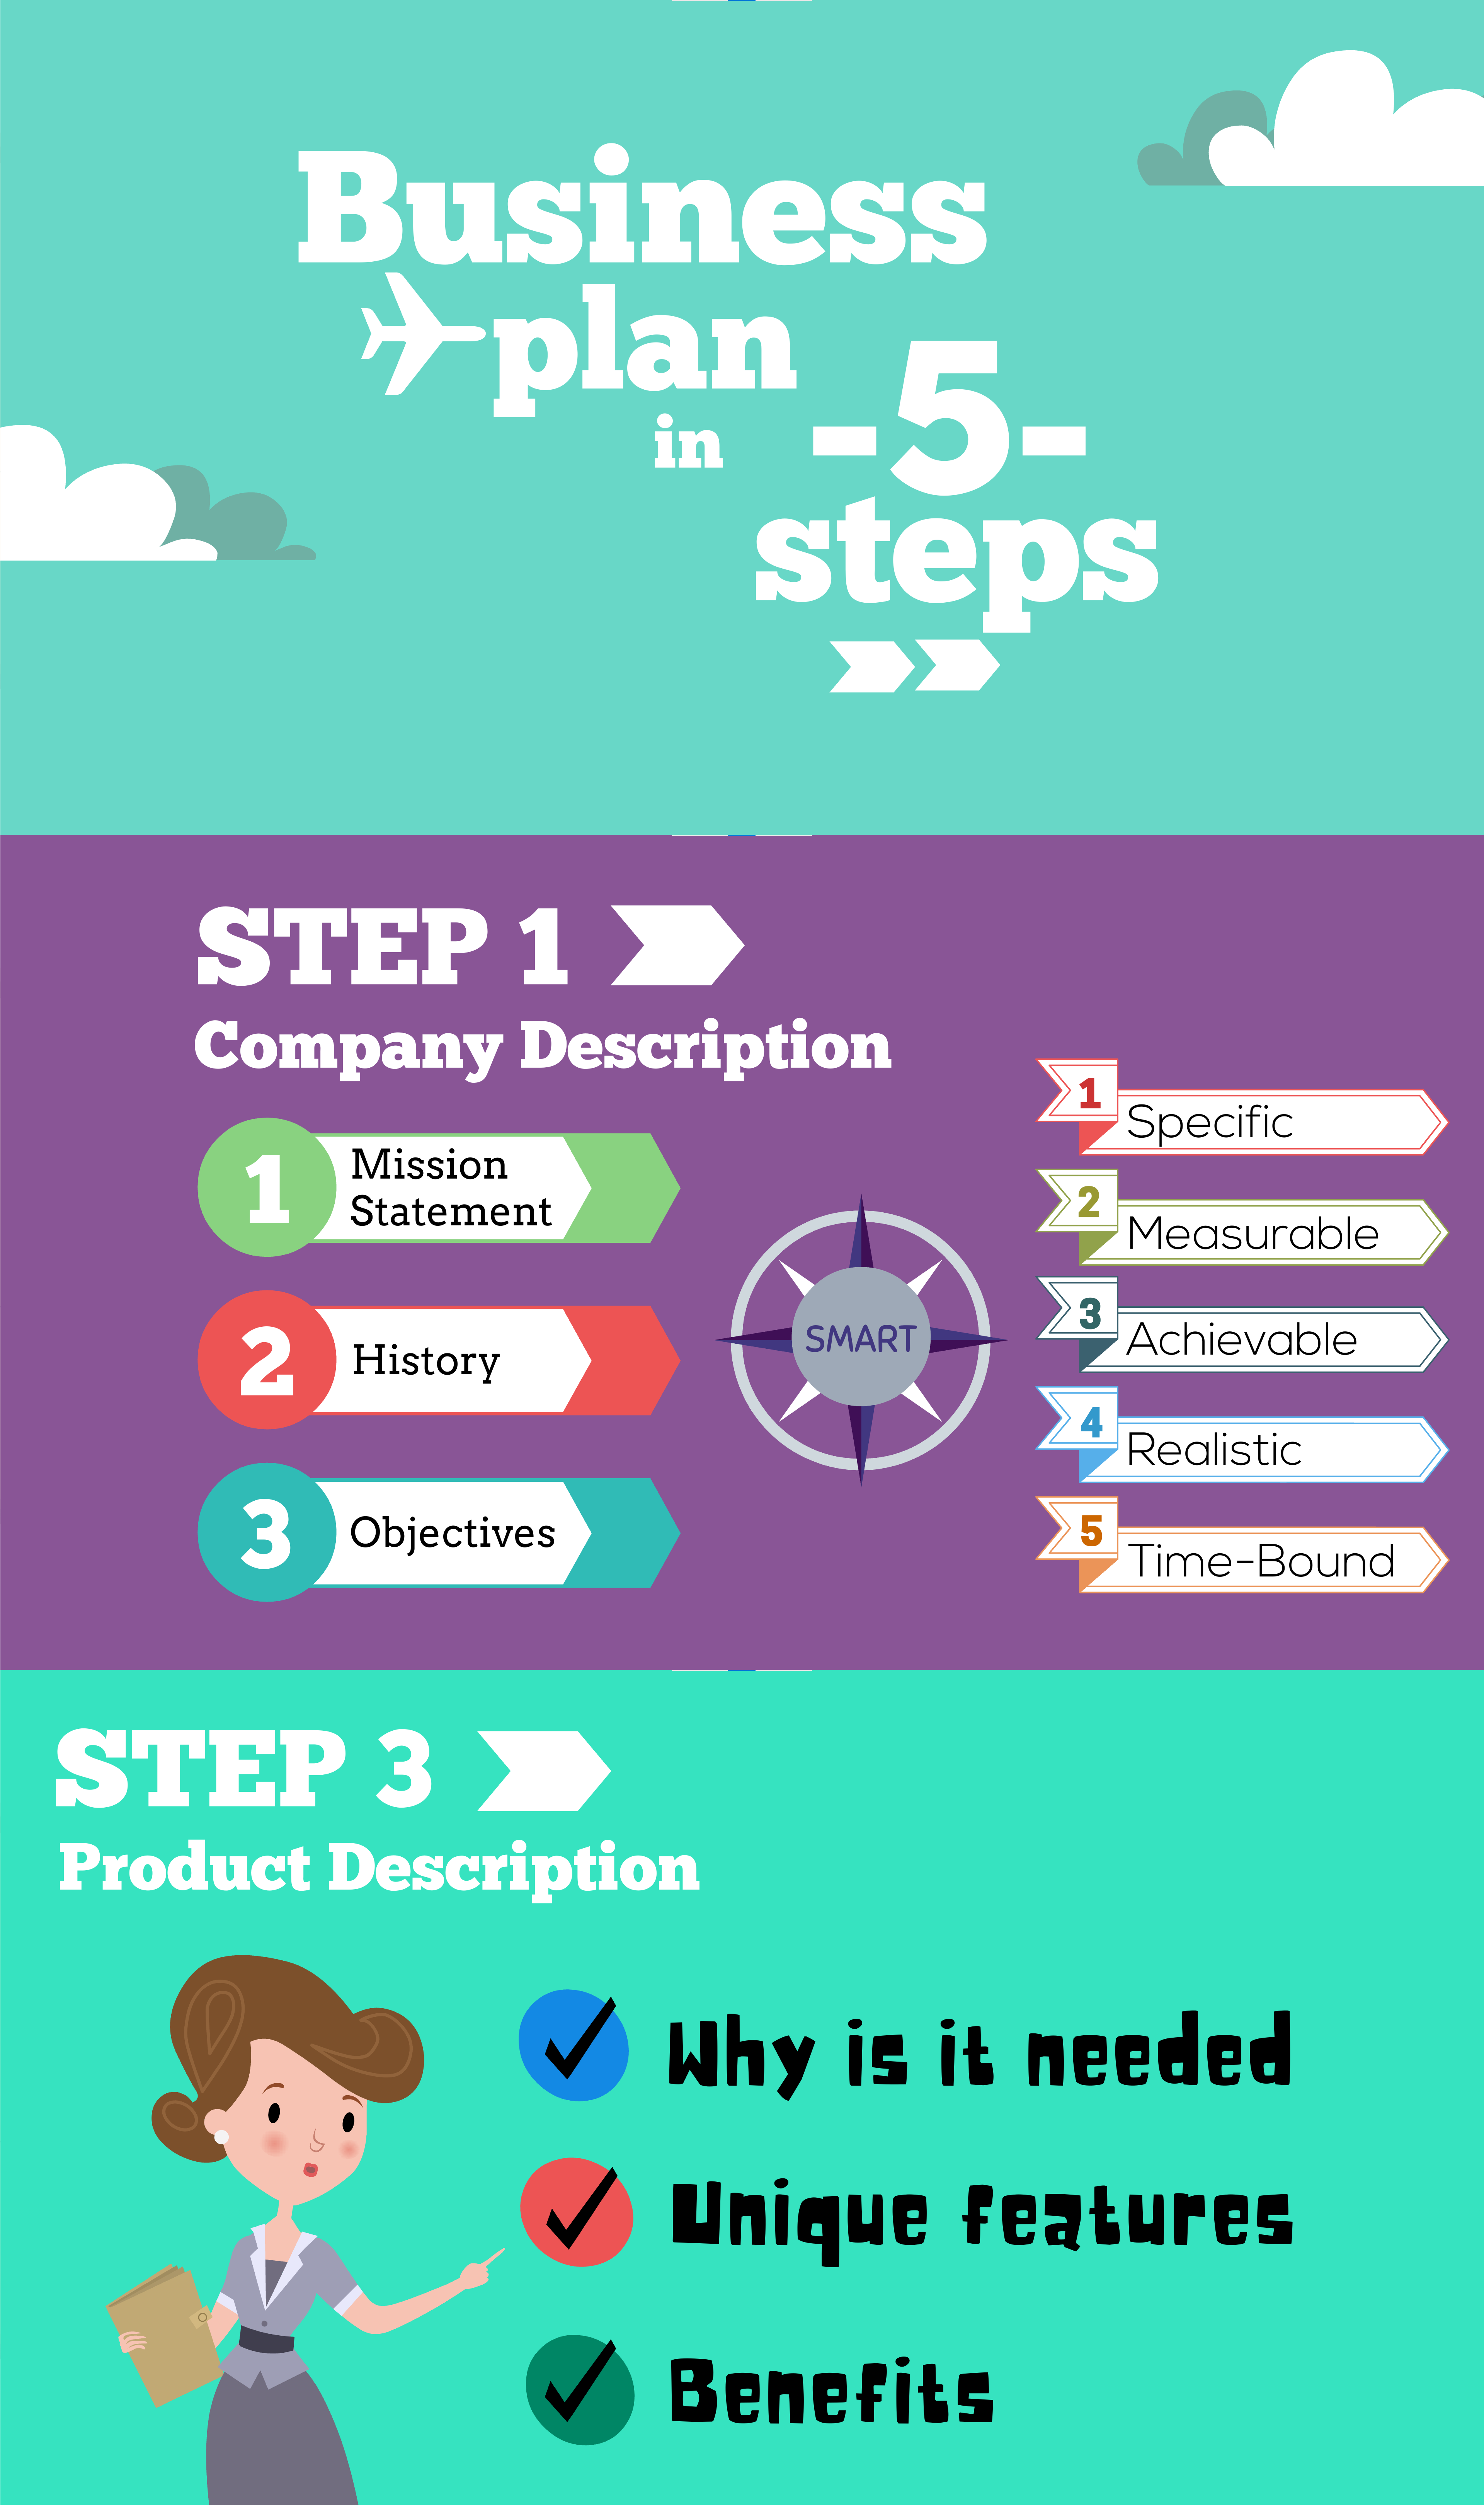 Business
plan
in
-5-
steps
STEP 1
Company Description
1
Mission
Statement
2
History
3
Objectives
SMART
1
Specific
2
Measurable
3
Achievable
4
Realistic
5
Time-Bound
STEP 3
Product Description
Why is it needed
Unique features
Benefits